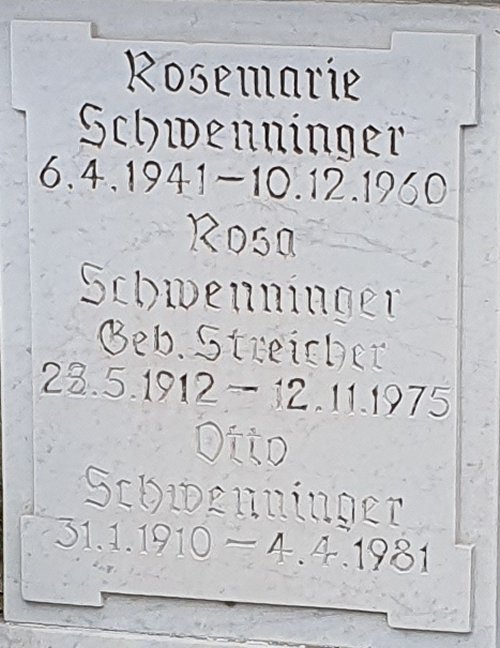 Rosemarie
Schwenninger
6.4.1941 – 10.12.1960
Rosa
Schwenninger
Geb. Streicher
28.5.1912 – 12.11.1975
Otto
Schwenninger
31.1.1910 – 4.4.1981